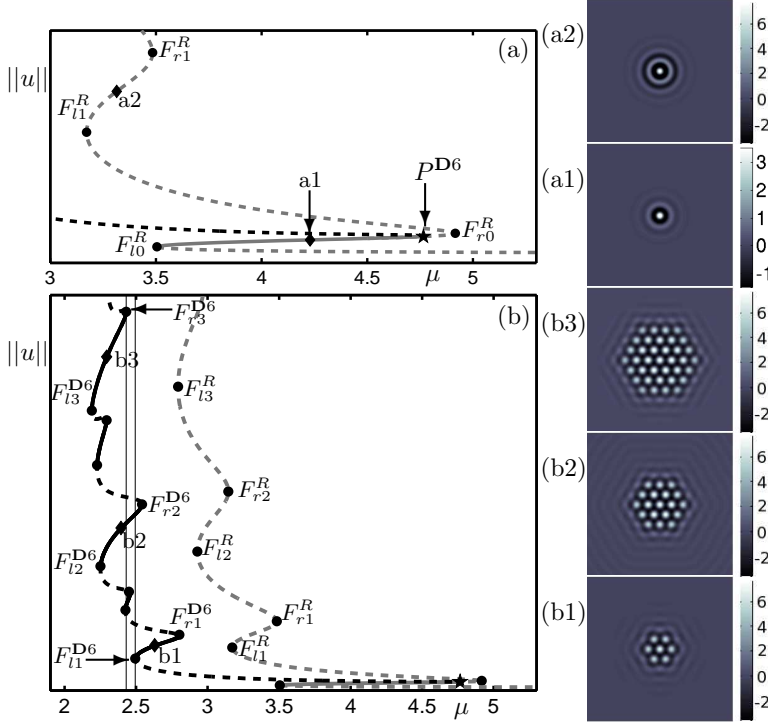 (a)
||u||
F_{r1}^R
a2
F_{l1}^R
a1
P^{D6}
F_{l0}^R
F_{r0}^R
3 3.5 4 4.5 μ 5
(b)
||u||
F_{r3}^{D6}
b3
F_{l3}^{D6}
F_{l3}^R
F_{r2}^{D6}
F_{r2}^R
b2
F_{l2}^{D6}
F_{l2}^R
F_{r1}^{D6}
F_{r1}^R
F_{l1}^{D6}
b1
F_{l1}^R
2 2.5 3 3.5 4 4.5 μ 5
(a2)
6
4
2
0
-2
(a1)
3
2
1
0
-1
(b3)
6
4
2
0
-2
(b2)
6
4
2
0
-2
(b1)
6
4
2
0
-2